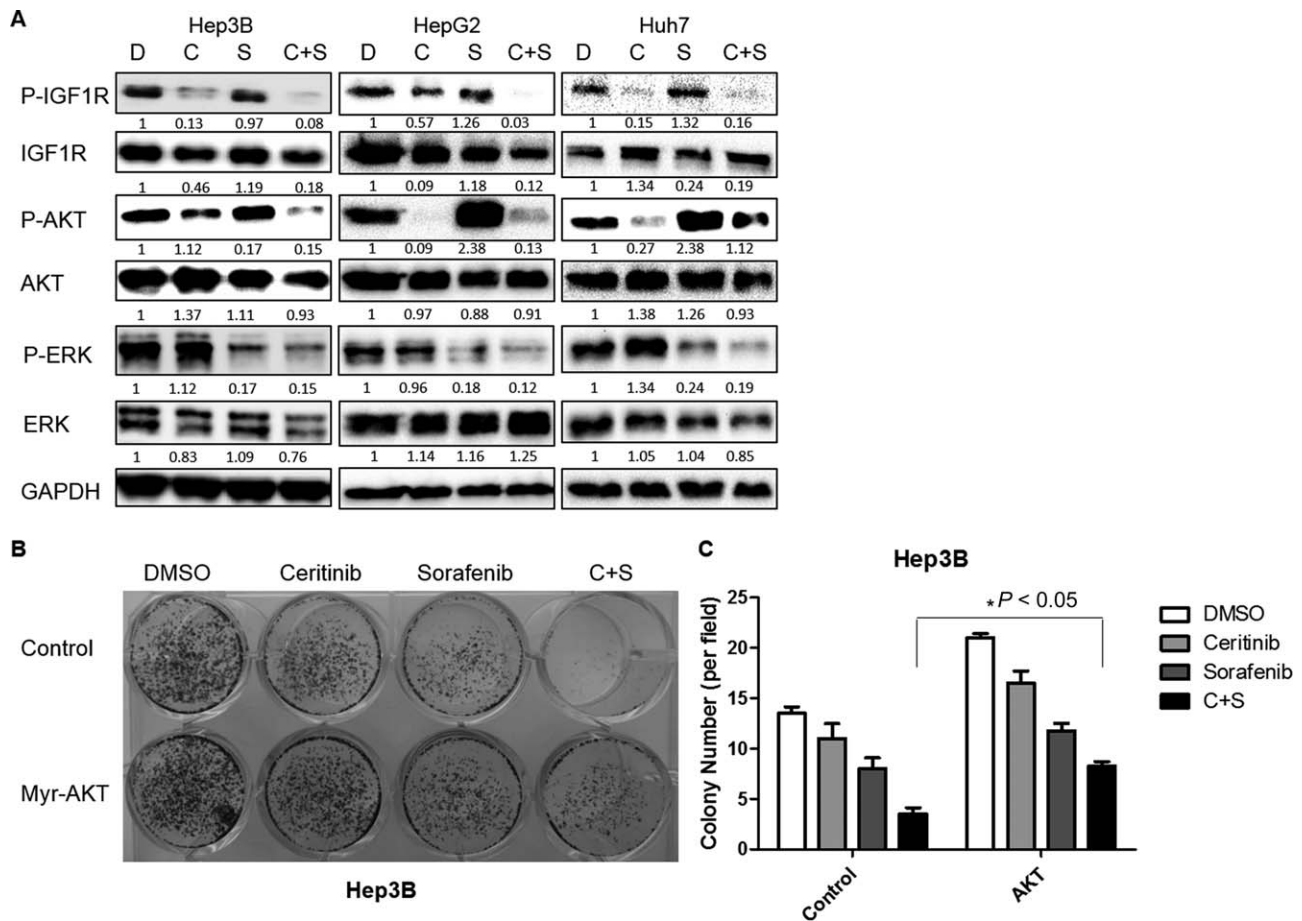 A
Hep3B HepG2 Huh7
D C S C+S D C S C+S D C S C+S
P-IGF1R
1 0.13 0.97 0.08 1 0.57 1.26 0.03 1 0.15 1.32 0.16
IGF1R
1 0.46 1.19 0.18 1 0.09 1.18 0.12 1 1.34 0.24 0.19
P-AKT
1 1.12 0.17 0.15 1 0.09 2.38 0.13 1 0.27 2.38 1.12
AKT
1 1.37 1.11 0.93 1 0.97 0.88 0.91 1 1.38 1.26 0.93
P-ERK
1 1.12 0.17 0.15 1 0.96 0.18 0.12 1 1.34 0.24 0.19
ERK
1 0.83 1.09 0.76 1 1.14 1.16 1.25 1 1.05 1.04 0.85
GAPDH
B
DMSO Ceritinib Sorafenib C+S
Control
Myr-AKT
Hep3B
C
Hep3B
Colony Number (per field)
25
20
15
10
5
0
*P < 0.05
Control AKT
DMSO
Ceritinib
Sorafenib
C+S